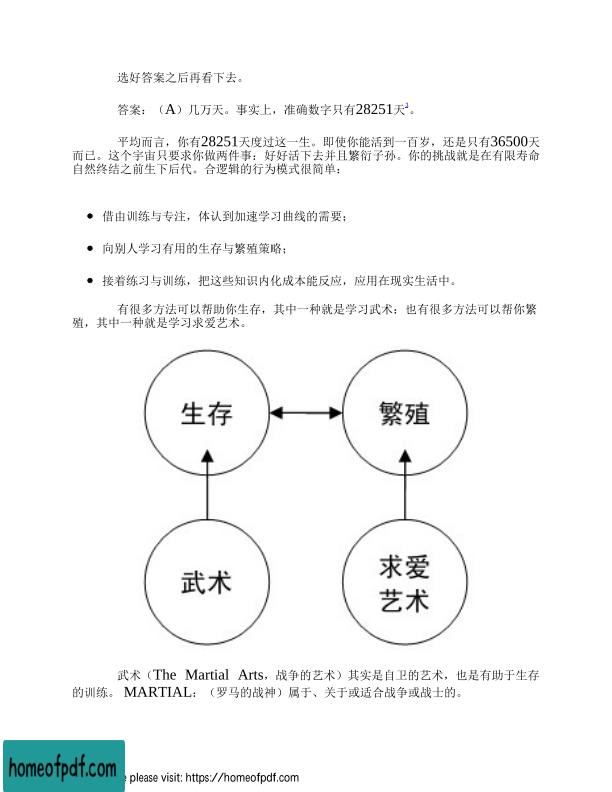 选好答案之后再看下去。
答案：（A）几万天。事实上，准确数字只有28251天2。
平均而言，你有28251天度过这一生。即使你能活到一百岁，还是只有36500天
而已。这个宇宙只要求你做两件事：好好活下去并且繁衍子孙。你的挑战就是在有限寿命
自然终结之前生下后代。合逻辑的行为模式很简单：
● 借由训练与专注，体认到加速学习曲线的需要；
● 向别人学习有用的生存与繁殖策略；
● 接着练习与训练，把这些知识内化成本能反应，应用在现实生活中。
有很多方法可以帮助你生存，其中一种就是学习武术；也有很多方法可以帮你繁
殖，其中一种就是学习求爱艺术。
生存
繁殖
武术
求爱
艺术
武术（The Martial Arts，战争的艺术）其实是自卫的艺术，也是有助于生存
的训练。 MARTIAL：（罗马的战神）属于、关于或适合战争或战士的。
homeofpdf.com
e please visit: https://homeofpdf.com